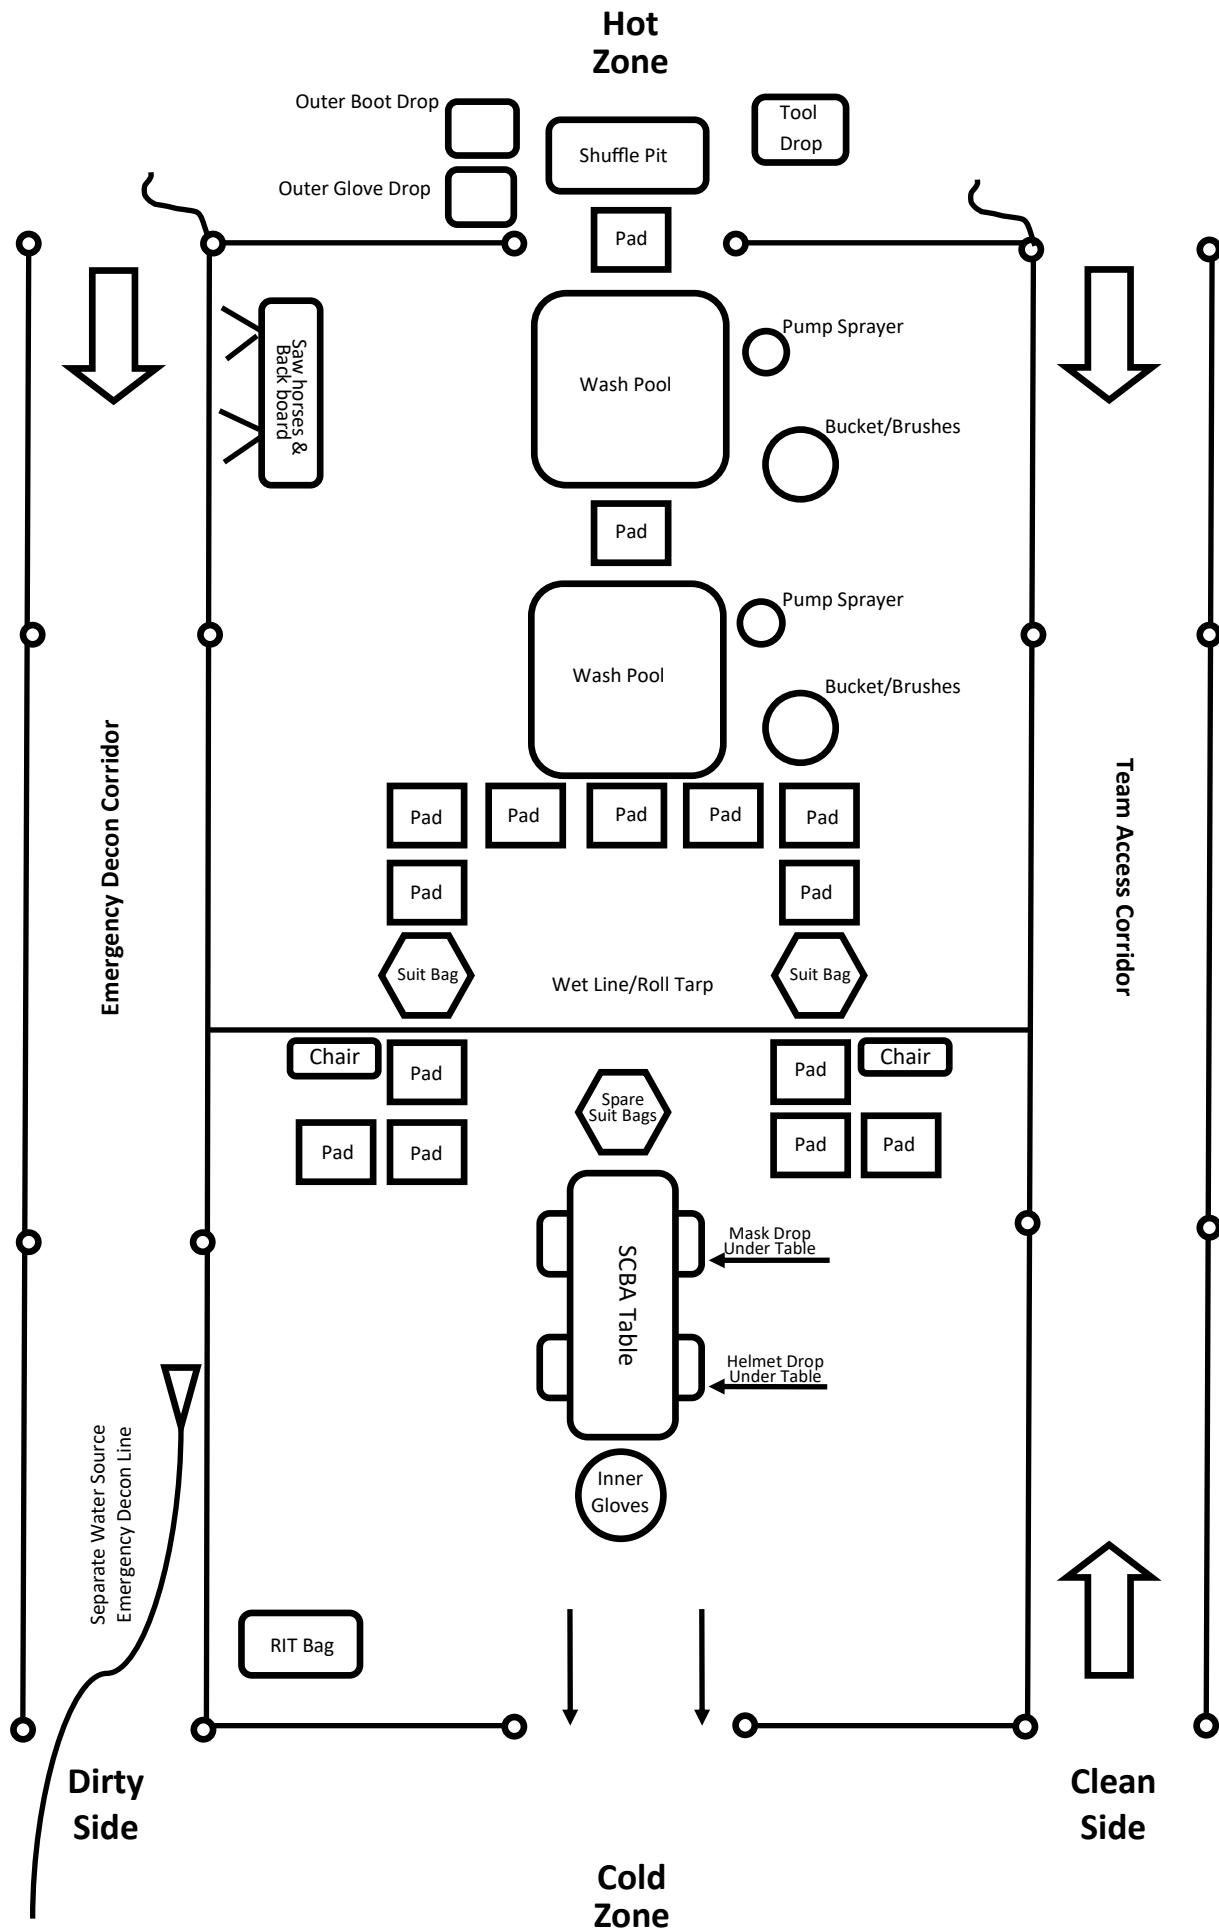 Hot
Zone
Outer Boot Drop
Tool
Drop
Shuffle Pit
Outer Glove Drop
Pad
Pump Sprayer
Saw horses &
Back board
Wash Pool
Bucket/Brushes
Pad
Pump Sprayer
Wash Pool
Bucket/Brushes
Emergency Decon Corridor
Team Access Corridor
Pad
Pad
Pad
Pad
Pad
Pad
Pad
Suit Bag
Wet Line/Roll Tarp
Suit Bag
Chair
Pad
Pad
Chair
Spare
Suit Bags
Pad
Pad
Pad
Pad
SCBA Table
Mask Drop
Under Table
Helmet Drop
Under Table
Separate Water Source
Emergency Decon Line
Inner
Gloves
RIT Bag
Dirty
Side
Clean
Side
Cold
Zone